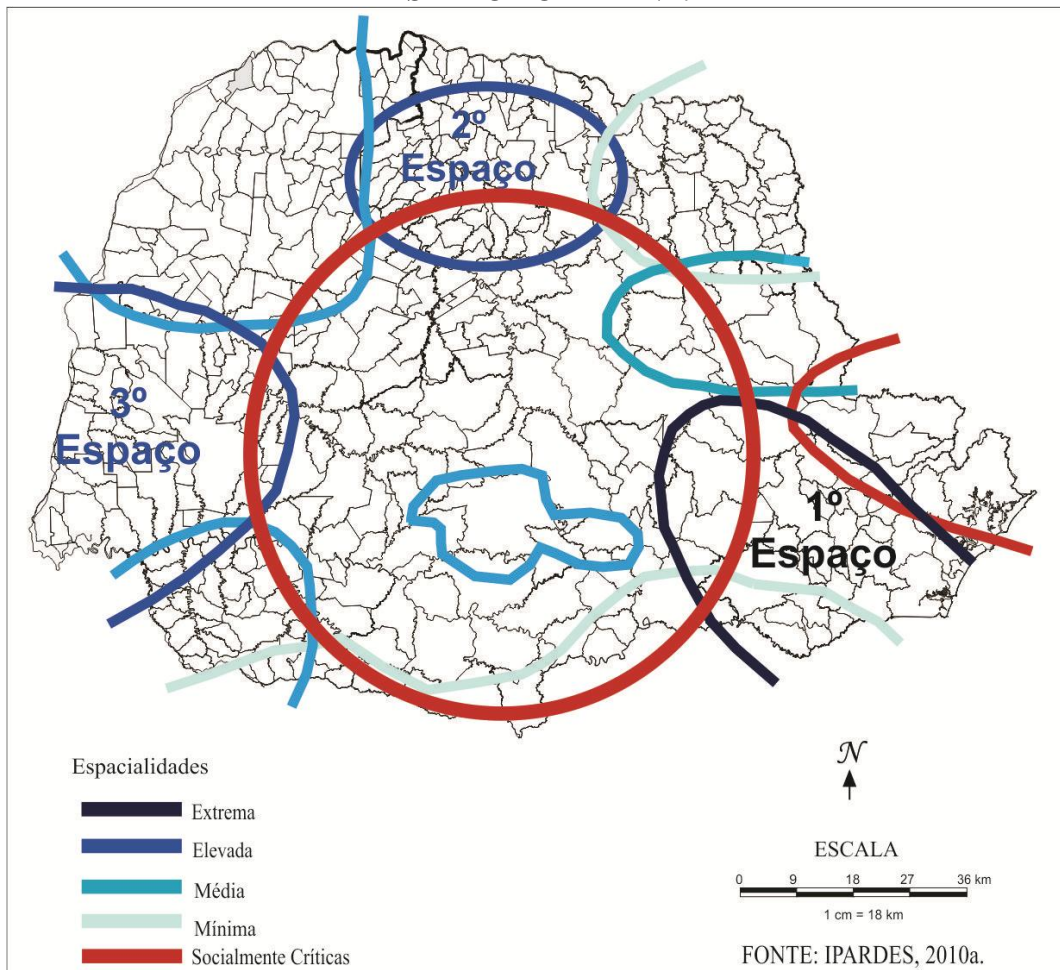 2º
Espaço
3º
Espaço
1º
Espaço
Espacialidades
Extrema
Elevada
Média
Mínima
Socialmente Críticas
N
ESCALA
0 9 18 27 36 km
1 cm = 18 km
FONTE: IPARDES, 2010a.